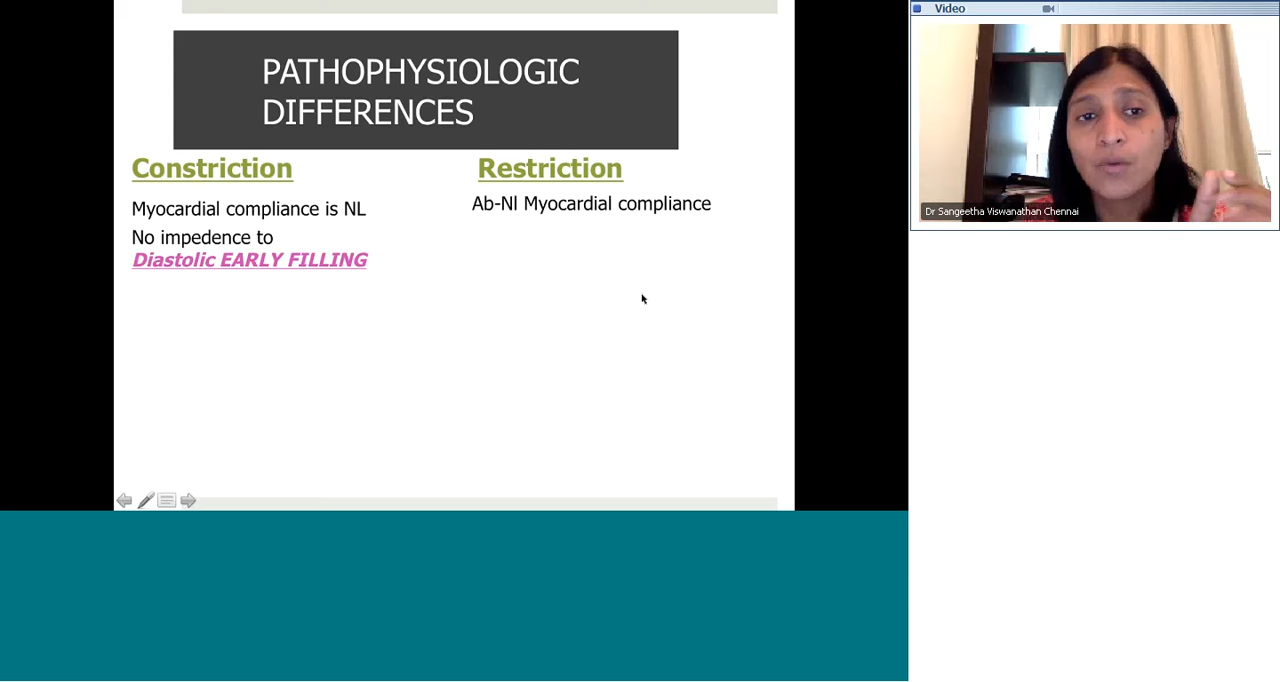 Video
PATHOPHYSIOLOGIC
DIFFERENCES
Constriction
Myocardial compliance is NL
No impedence to
Diastolic EARLY FILLING
Restriction
Ab-Nl Myocardial compliance
Dr Sangeetha Viswanathan Chennai